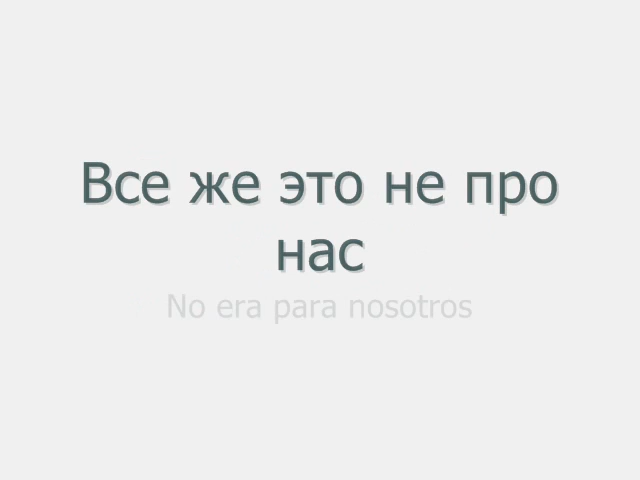 Все же это не про
нас
No era para nosotros